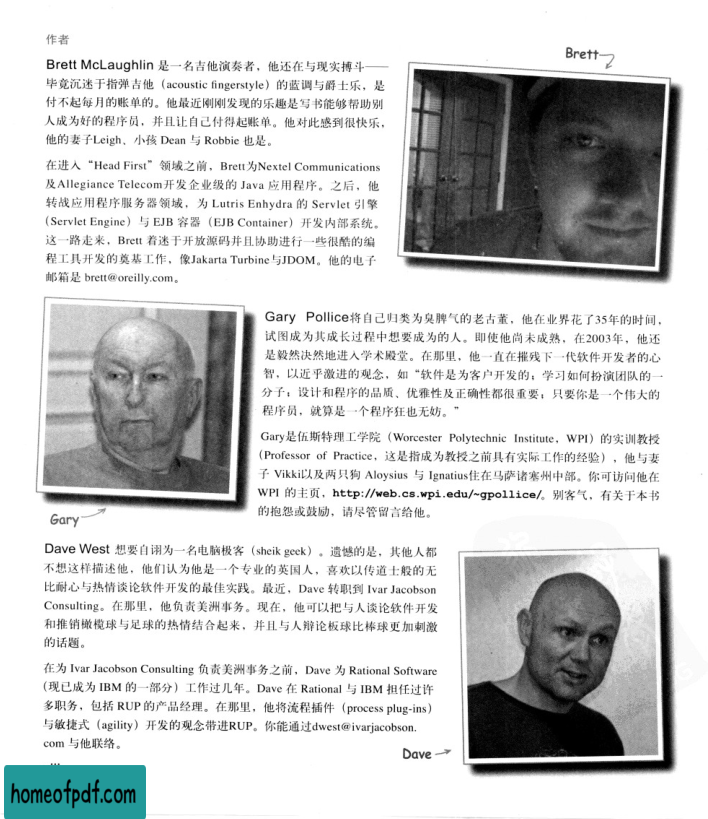 作者
Brett
Brett McLaughlin 是一名吉他演奏者，他还在与现实搏斗——
毕竟沉迷于指弹吉他（acoustic fingerstyle）的蓝调与爵士乐，是
付不起每月的账单的。他最近刚刚发现的乐趣是写书能够帮助别
人成为好的程序员，并且让自己付得起账单。他对此感到很快乐，
他的妻子Leigh、小孩 Dean 与 Robbie 也是。
在进入“Head First”领域之前，Brett为Nextel Communications
及Allegiance Telecom开发企业级的 Java 应用程序。之后，他
转战应用程序服务器领域，为 Lutris Enhydra 的 Servlet 引擎
(Servlet Engine）与 EJB 容器（EJB Container）开发内部系统。
这一路走来，Brett 着迷于开放源码并且协助进行一些很酷的编
程工具开发的奠基工作，像Jakarta Turbine与JDOM。他的电子
邮箱是 brett@oreilly.com。
Gary Pollice将自己归类为臭脾气的老古董，他在业界花了35年的时间，
试图成为其成长过程中想要成为的人。即使他尚未成熟，在2003年，他还
是毅然决然地进入学术殿堂。在那里，他一直在摧残下一代软件开发者的心
智，以近乎激进的观念，如“软件是为客户开发的；学习如何扮演团队的一
分子；设计和程序的品质、优雅性及正确性都很重要；只要你是一个伟大的
程序员，就算是一个程序狂也无妨。”
Gary是伍斯特理工学院（Worcester Polytechnic Institute，WPI）的实训教授
(Professor of Practice，这是指成为教授之前具有实际工作的经验），他与妻
子 Vikki以及两只狗 Aloysius 与 Ignatius住在马萨诸塞州中部。你可访问他在
WPI 的主页，http://web.cs.wpi.edu/~gpollice/。别客气，有关于本书
的抱怨或鼓励，请尽管留言给他。
Gary
Dave West 想要自诩为一名电脑极客（sheik geek）。遗憾的是，其他人都
不想这样描述他，他们认为他是一个专业的英国人，喜欢以传道士般的无
比耐心与热情谈论软件开发的最佳实践。最近，Dave 转职到 Ivar Jacobson
Consulting。在那里，他负责美洲事务。现在，他可以把与人谈论软件开发
和推销橄榄球与足球的热情结合起来，并且与人辩论板球比棒球更加刺激
的话题。
在为 Ivar Jacobson Consulting 负责美洲事务之前，Dave 为 Rational Software
(现已成为 IBM 的一部分）工作过几年。Dave 在 Rational 与 IBM 担任过许
多职务，包括 RUP 的产品经理。在那里，他将流程插件（process plug-ins）
与敏捷式（agility）开发的观念带进RUP。你能通过dwest@ivarjacobson.
com 与他联络。
Dave
homeofpdf.com